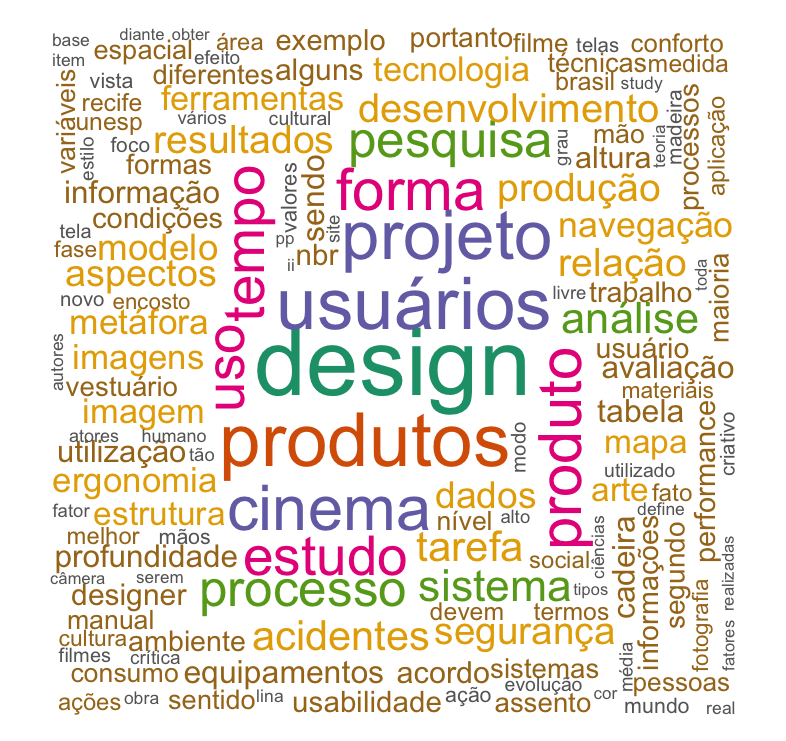 base
diante
obter
item
espacial
área
exemplo
portanto
filme
telas
conforto
efeito
vista
diferentes
alguns
tecnologia
técnicas
medida
variáveis
recife
ferramentas
brasil
study
unesp
vários
cultural
desenvolvimento
madeira
processos
aplicação
estilo
foco
resultados
pesquisa
grau
mão
teoria
formas
altura
informação
tempo
valores
sendo
forma
produção
condições
site
projeto
navegação
tela
pp
fase
modelo
nbr
relação
maioria
aspectos
ii
toda
novo
encosto
usuários
livre
trabalho
metáfora
análise
autores
imagens
uso
design
usuário
avaliação
vestuário
produto
materiais
imagem
tabela
performance
criativo
atores
humano
produtos
modo
mapa
utilização
tão
utilizado
ergonomia
dados
arte
fato
fator
estrutura
cinema
nível
alto
define
melhor
mãos
tarefa
ciências
cadeira
informações
segundo
profundidade
estudo
social
realizadas
câmera
serem
processo
sistema
tipos
designer
manual
devem
termos
fotografia
fatores
cultura
ambiente
acidentes
segurança
filmes
crítica
média
consumo
equipamentos
acordo
sistemas
pessoas
evolução
cor
ações
obra
sentido
lina
usabilidade
ação
assento
mundo
real